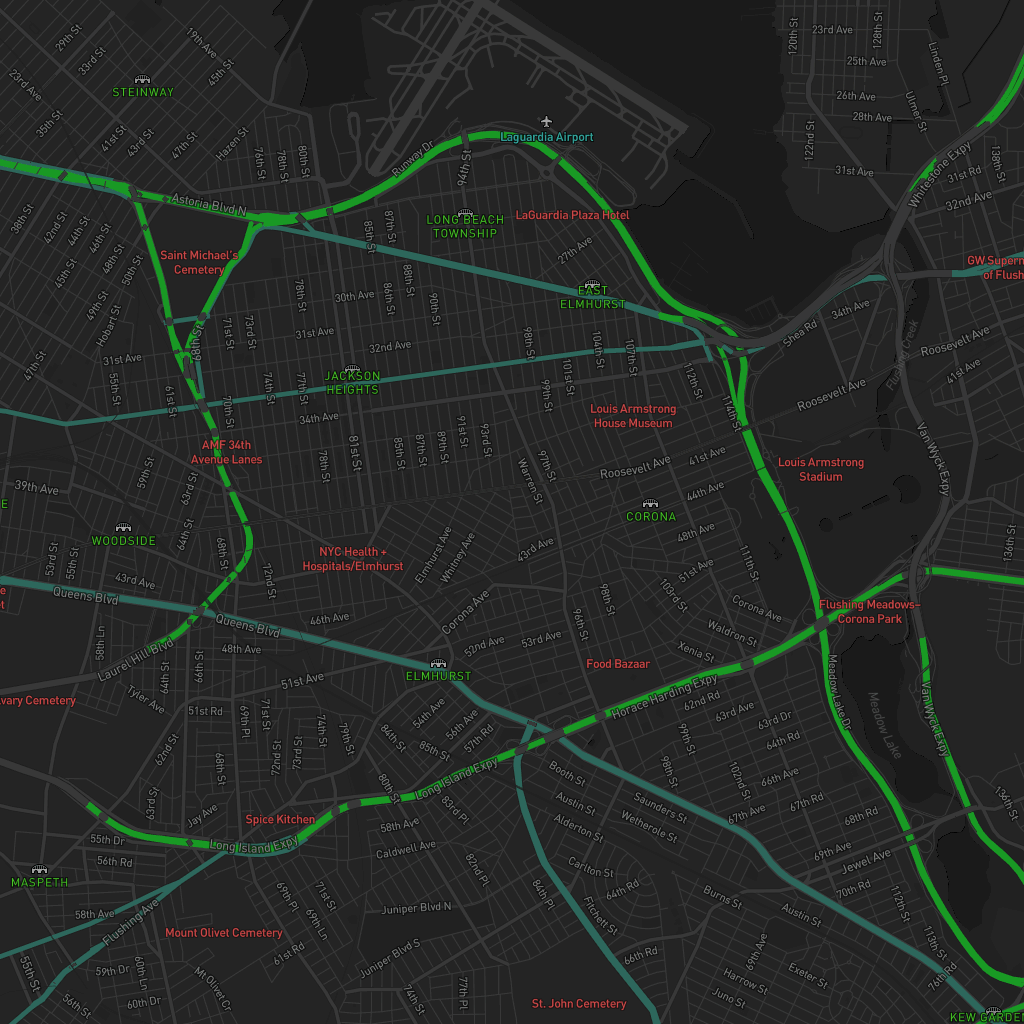 29th St
19th Ave
33rd St
45th St
23rd Ave
STEINWAY
35th St
41st St
43rd St
47th St
Hazen St
76th St
78th St
80th St
Runway Dr
94th St
Laguardia Airport
120th St
23rd Ave
128th St
25th Ave
Linden Pl
26th Ave
28th Ave
Ulmer St
122nd St
31st Ave
Whitestone Expy
138th St
31st Rd
32nd Ave
Astoria Blvd N
38th St
42nd St
44th St
46th St
48th St
45th St
50th St
Saint Michael's
Cemetery
85th St
87th St
LONG BEACH
TOWNSHIP
LaGuardia Plaza Hotel
27th Ave
EAST
ELMHURST
GW Superm
of Flush
49th St
Hobart St
47th St
31st Ave
55th St
61st St
68th St
71st St
73rd St
78th St
30th Ave
86th St
88th St
90th St
31st Ave
32nd Ave
98th St
101st St
104th St
107th St
112th St
114th St
Shea Rd
34th Ave
Flushing Creek
Roosevelt Ave
41st Ave
JACKSON
HEIGHTS
70th St
74th St
77th St
34th Ave
99th St
Louis Armstrong
House Museum
Roosevelt Ave
AMF 34th
Avenue Lanes
59th St
63rd St
78th St
81st St
85th St
87th St
89th St
91st St
93rd St
Warren St
97th St
Roosevelt Ave
41st Ave
44th Ave
Louis Armstrong
Stadium
Van Wyck Expy
39th Ave
E
WOODSIDE
64th St
68th St
53rd St
55th St
43rd Ave
CORONA
48th Ave
136th St
NYC Health +
Hospitals/Elmhurst
Elmhurst Ave
Whitney Ave
43rd Ave
51st Ave
111th St
72nd St
103rd St
98th St
96th St
Corona Ave
Queens Blvd
Queens Blvd
46th Ave
48th Ave
Corona Ave
52nd Ave
53rd Ave
Waldron St
Xenia St
Flushing Meadows–
Corona Park
58th Ln
Laurel Hill Blvd
64th St
66th St
Tyler Ave
51st Ave
ELMHURST
Food Bazaar
Horace Harding Expy
62nd Rd
Meadow Lake Dr
Meadow Lake
Van Wyck Expy
lvary Cemetery
51st Rd
69th Pl
71st St
74th St
79th St
84th St
54th Ave
56th Ave
85th St
57th Rd
63rd Ave
63rd Dr
64th Rd
99th St
62nd St
68th St
72nd St
73rd St
80th St
Long Island Expy
Booth St
98th St
102nd St
66th Ave
67th Rd
136th St
63rd St
Jay Ave
Spice Kitchen
58th Ave
83rd Pl
Austin St
Saunders St
Wetherole St
67th Ave
68th Rd
55th Dr
56th Rd
Long Island Expy
Caldwell Ave
82nd Pl
Alderton St
69th Ave
Jewel Ave
MASPETH
69th Pl
71st St
69th Ln
Juniper Blvd N
84th Pl
Carlton St
64th Rd
Burns St
70th Rd
112th St
58th Ave
Flushing Ave
Mount Olivet Cemetery
Fitchett St
Austin St
61st Rd
Juniper Blvd S
66th Rd
69th Ave
113th St
76th Rd
55th St
59th Dr
60th Ln
60th Dr
Mt Olivet Cr
56th St
74th St
77th Pl
St. John Cemetery
Harrow St
Juno St
Exeter St
KEW GARDEN